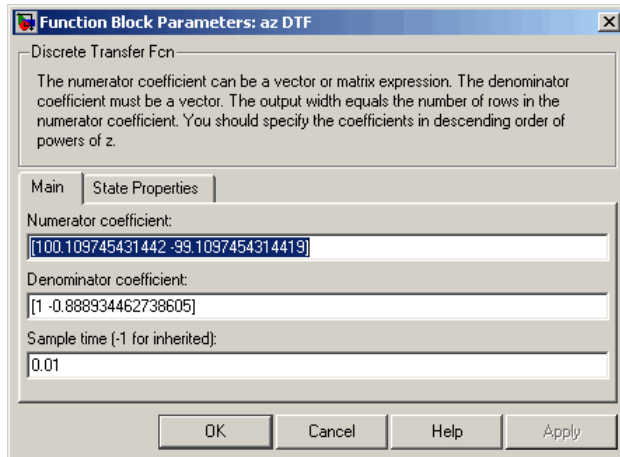 Function Block Parameters: az DTF
Discrete Transfer Fcn
The numerator coefficient can be a vector or matrix expression. The denominator
coefficient must be a vector. The output width equals the number of rows in the
numerator coefficient. You should specify the coefficients in descending order of
powers of z.
Main
State Properties
Numerator coefficient:
[100.109745431442 -99.1097454314419]
Denominator coefficient:
[1 -0.888934462738605]
Sample time (-1 for inherited):
0.01
OK
Cancel
Help
Apply